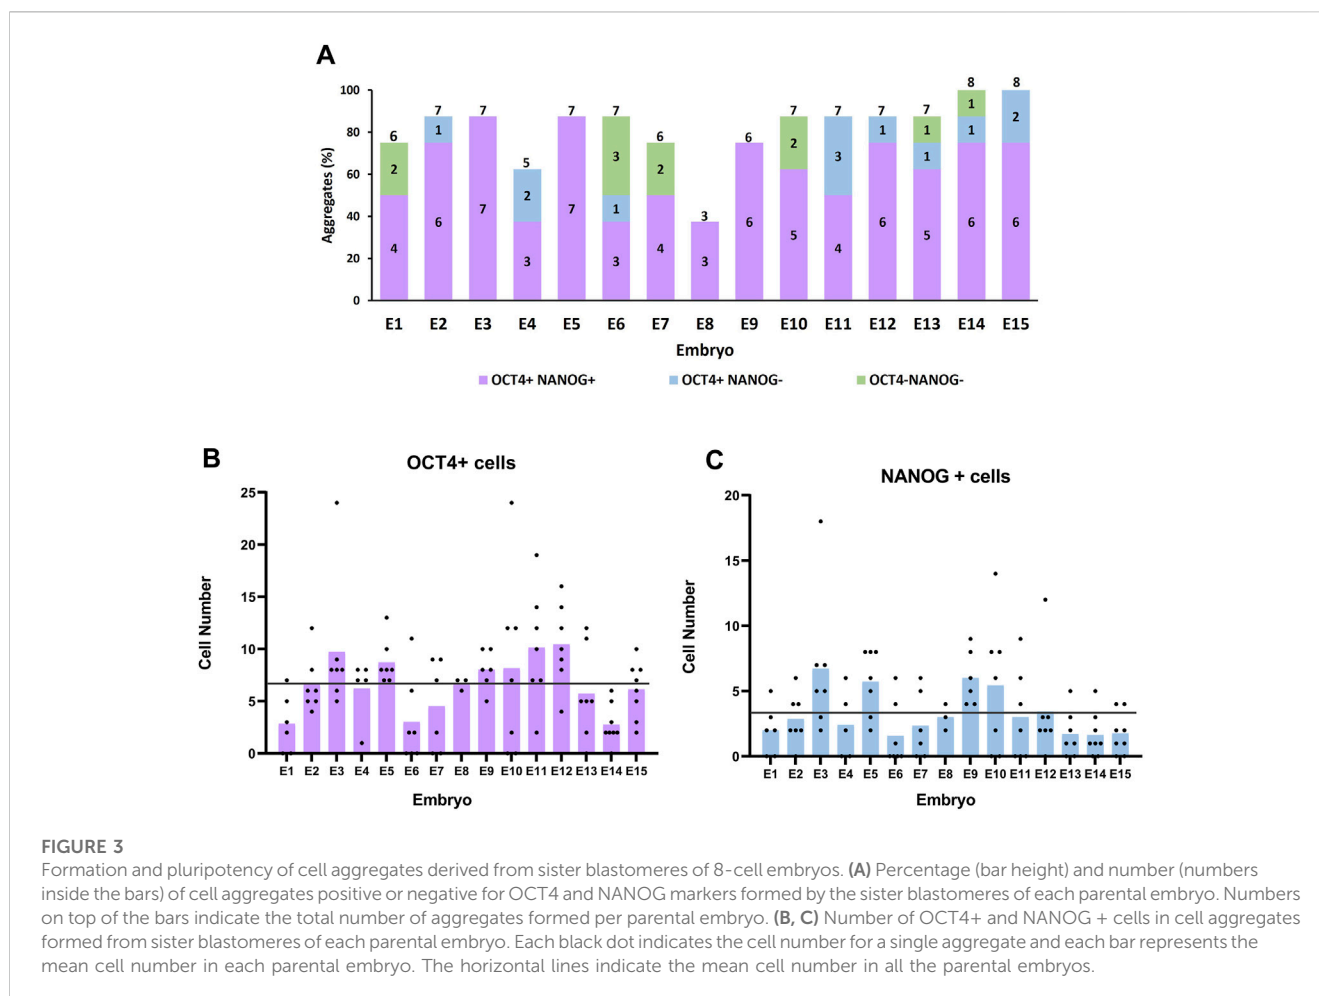 A
100
80
60
40
20
0
Aggregates (%)
6 7 7 5 7 7 7 3 6 7 7 7 7 8 8
2 1 2 3 2 2 3 1 1 1 1 1 2
4 6 7 3 7 1 3 4 3 6 5 4 6 5 6 6
E1 E2 E3 E4 E5 E6 E7 E8 E9 E10 E11 E12 E13 E14 E15
Embryo
OCT4+ NANOG+ OCT4+ NANOG- OCT4-NANOG-
B
OCT4+ cells
25
20
15
10
5
0
Cell Number
E1 E2 E3 E4 E5 E6 E7 E8 E9 E10 E11 E12 E13 E14 E15
Embryo
C
NANOG + cells
20
15
10
5
0
Cell Number
E1 E2 E3 E4 E5 E6 E7 E8 E9 E10 E11 E12 E13 E14 E15
Embryo
FIGURE 3
Formation and pluripotency of cell aggregates derived from sister blastomeres of 8-cell embryos. (A) Percentage (bar height) and number (numbers
inside the bars) of cell aggregates positive or negative for OCT4 and NANOG markers formed by the sister blastomeres of each parental embryo. Numbers
on top of the bars indicate the total number of aggregates formed per parental embryo. (B, C) Number of OCT4+ and NANOG + cells in cell aggregates
formed from sister blastomeres of each parental embryo. Each black dot indicates the cell number for a single aggregate and each bar represents the
mean cell number in each parental embryo. The horizontal lines indicate the mean cell number in all the parental embryos.